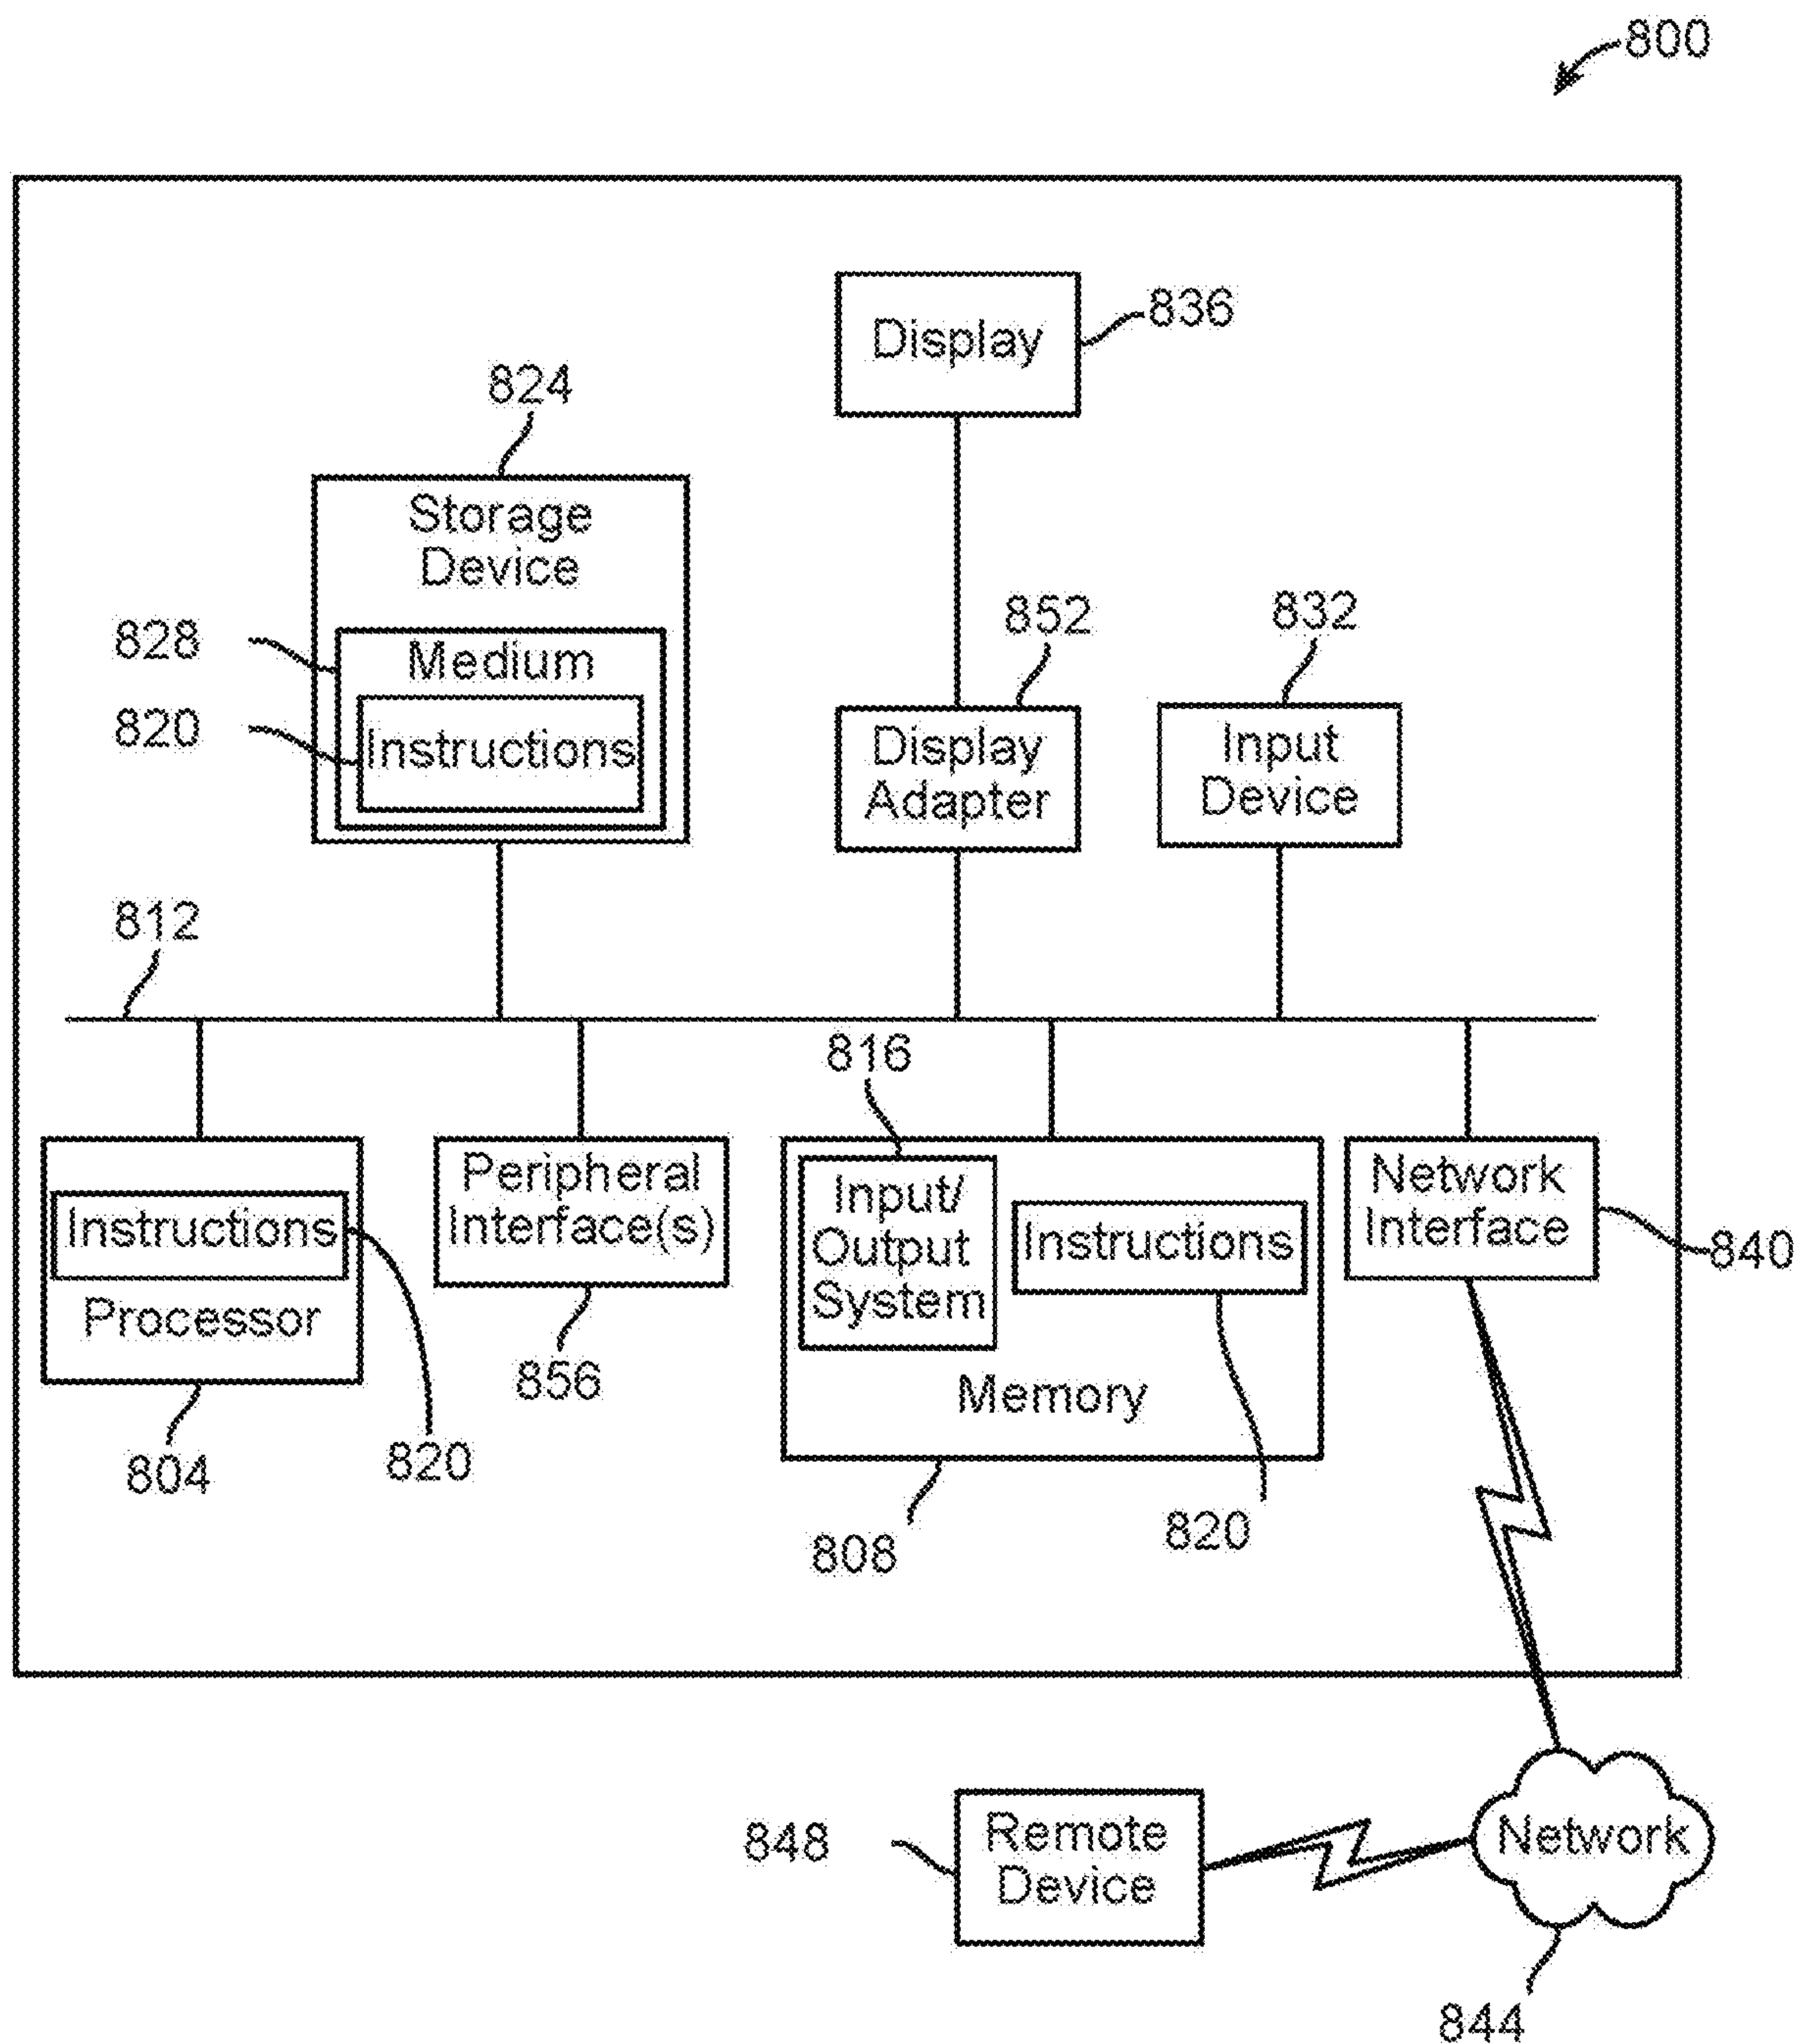 800
Display
836
824
Storage
Device
828
Medium
820
Instructions
852
Display
Adapter
832
Input
Device
812
816
Instructions
Processor
804
820
Peripheral
Interface(s)
856
Input/
Output
System
Instructions
Memory
808
820
Network
Interface
840
848
Remote
Device
Network
844